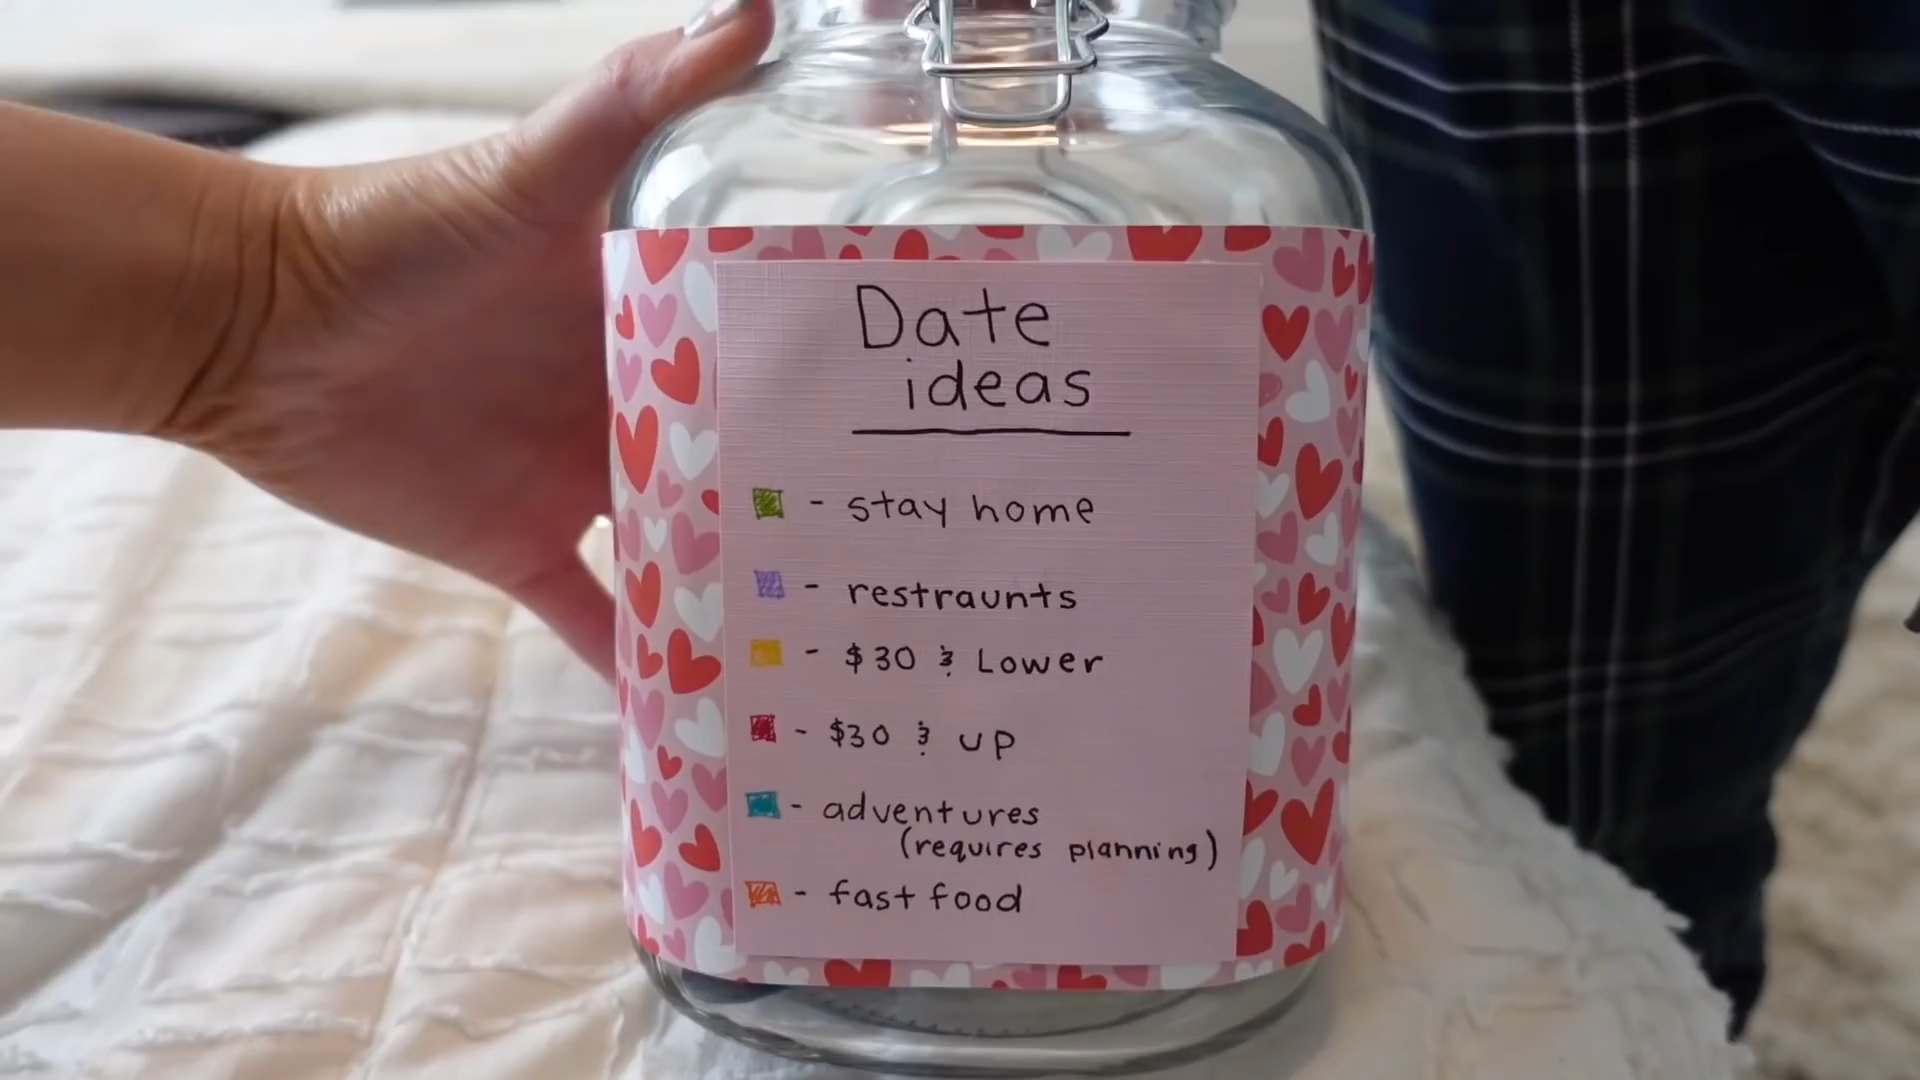 Date
ideas
- stay home
- restraunts
- $30 & Lower
- $30 & up
- adventures
(requires planning)
- fast food